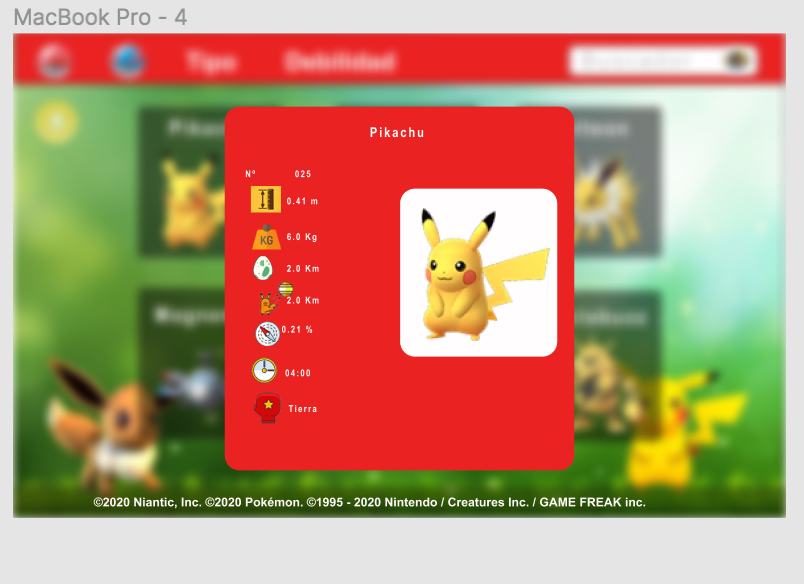 MacBook Pro - 4
Tipo
Debilidad
Pikachu
Nº 025
0.41 m
KG
6.0 Kg
2.0 Km
2.0 Km
0.21 %
04:00
Tierra
©2020 Niantic, Inc. ©2020 Pokémon. ©1995 - 2020 Nintendo / Creatures Inc. / GAME FREAK inc.